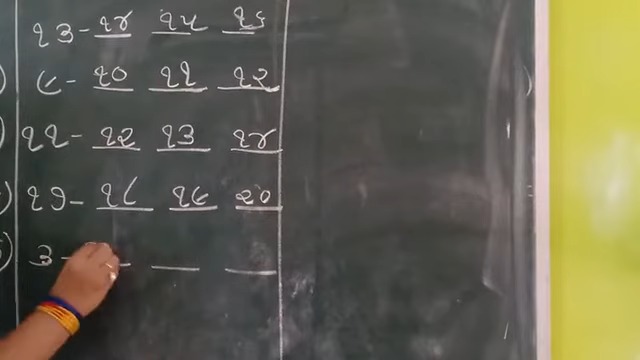 ૧૩ - ૧૪ ૧૫ ૧૬
૯ - ૧૦ ૧૧ ૧૨
૧૧ - ૧૨ ૧૩ ૧૪
૧૭ - ૧૮ ૧૯ ૨૦
૩ -